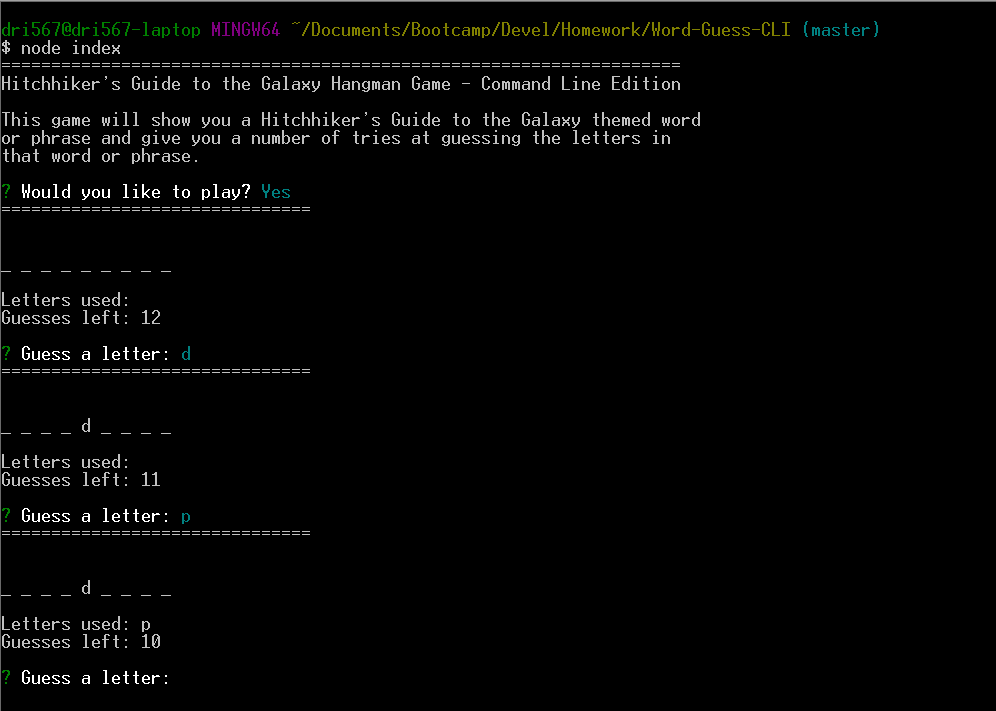 dri567@dri567-laptop MINGW64 ~/Documents/Bootcamp/Devel/Homework/Word-Guess-CLI (master)
$ node index
====================================================================
Hitchhiker's Guide to the Galaxy Hangman Game - Command Line Edition
This game will show you a Hitchhiker's Guide to the Galaxy themed word
or phrase and give you a number of tries at guessing the letters in
that word or phrase.
? Would you like to play? Yes
===============================
_ _ _ _ _ _ _ _ _
Letters used:
Guesses left: 12
? Guess a letter: d
===============================
_ _ _ _ d _ _ _ _
Letters used:
Guesses left: 11
? Guess a letter: p
===============================
_ _ _ _ d _ _ _ _
Letters used: p
Guesses left: 10
? Guess a letter: